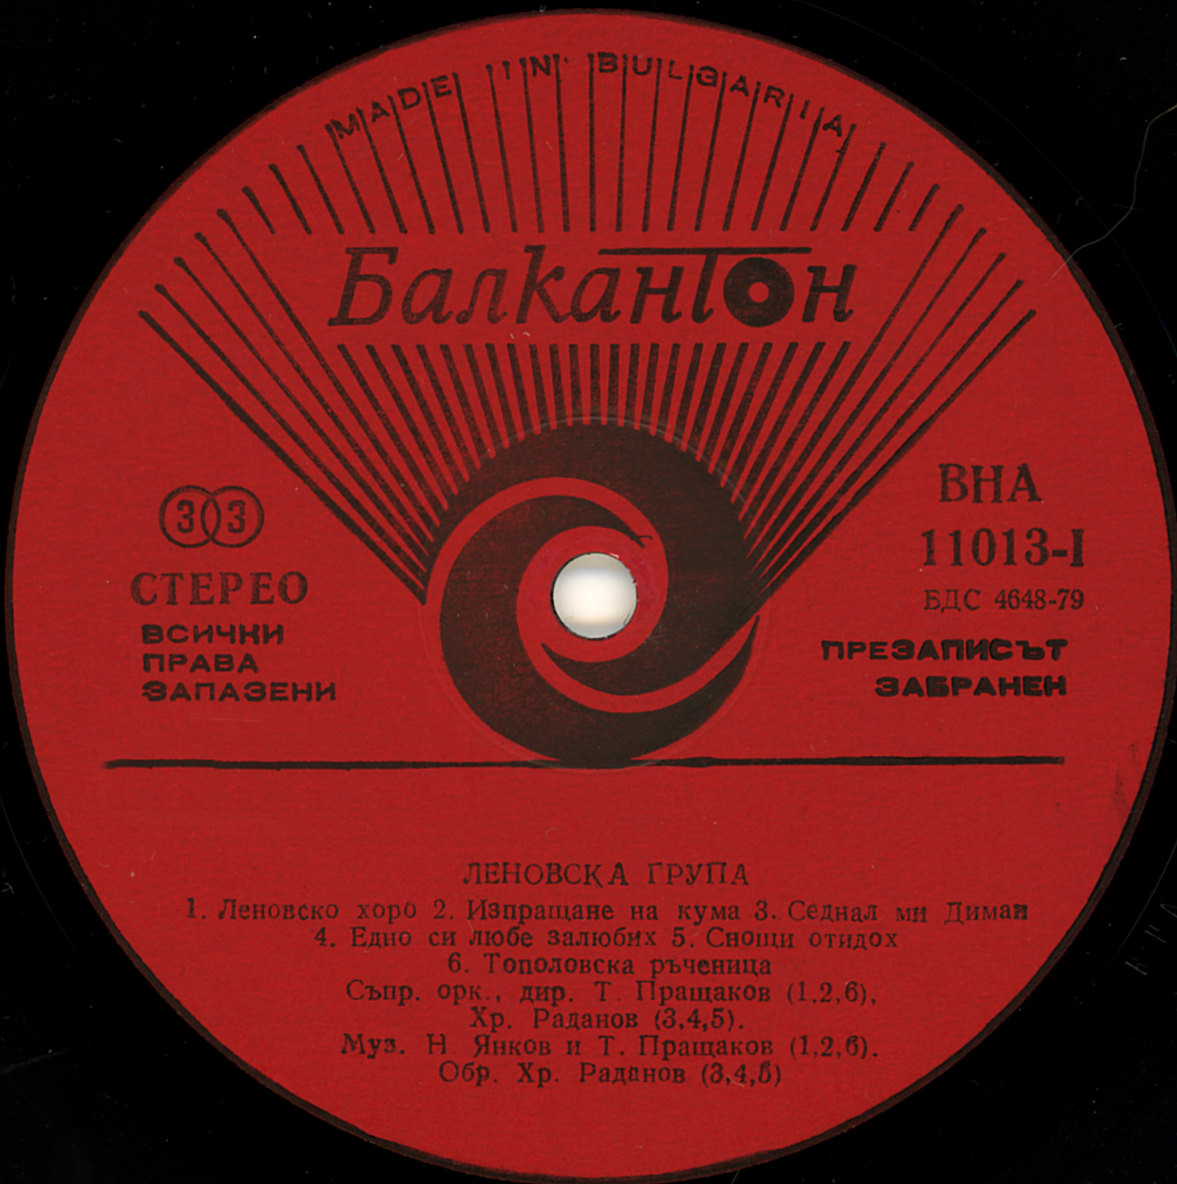 MADE IN BULGARIA
Балкантон
33
СТЕРЕО
ВСИЧКИ
ПРАВА
ЗАПАЗЕНИ
ВНА
11013-I
БДС 4648-79
ПРЕЗАПИСЪТ
ЗАБРАНЕН
ЛЕНОВСКА ГРУПА
1. Леновско хоро 2. Изпращане на кума 3. Седнал ми Диман
4. Едно си любе залюбих 5. Снощи отидох
6. Тополовска ръченица
Съпр. орк., дир. Т. Пращаков (1,2,6),
Хр. Раданов (3,4,5).
Муз. Н Янков и Т. Пращаков (1,2,6).
Обр. Хр. Раданов (3,4,5)